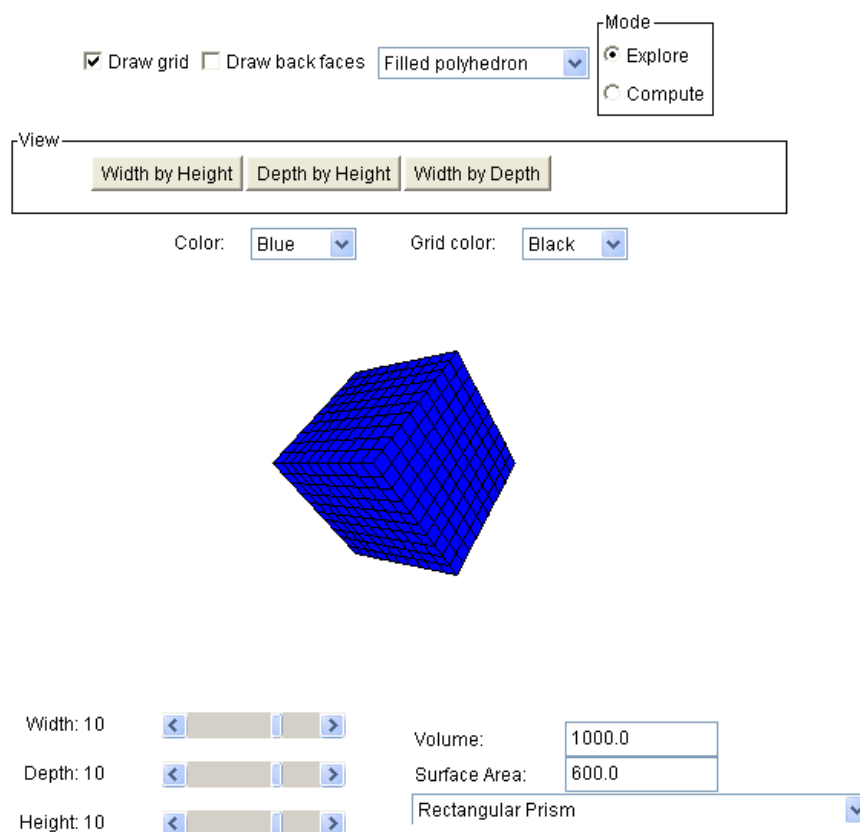 Mode
Draw grid Draw back faces Filled polyhedron Explore
Compute
View
Width by Height Depth by Height Width by Depth
Color: Blue Grid color: Black
Width: 10
Volume: 1000.0
Depth: 10 Surface Area: 600.0
Rectangular Prism
Height: 10